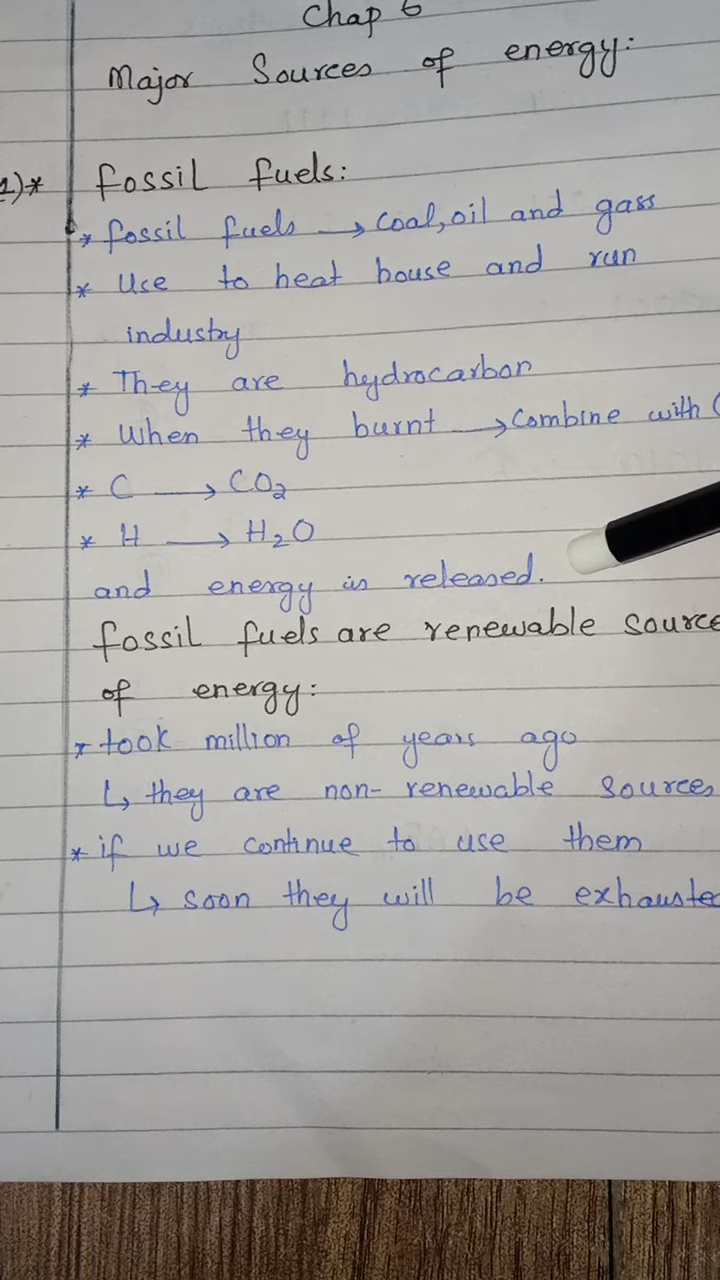 Chap 6
Major Sources of energy:
1)* fossil fuels:
* fossil fuels → coal, oil and gass
* Use to heat house and run
industry
* They are hydrocarbon
* When they burnt → Combine with
* C → CO2
* H → H2O
and energy is released.
fossil fuels are renewable source
of energy:
* took million of years ago
↳ they are non-renewable sources
* if we continue to use them
↳ soon they will be exhausted